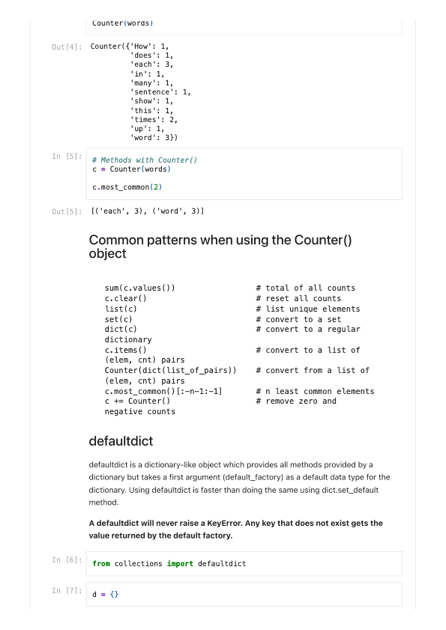 Counter(words)
Out[4]: Counter({'How': 1,
'does': 1,
'each': 3,
'in': 1,
'many': 1,
'sentence': 1,
'show': 1,
'this': 1,
'times': 2,
'up': 1,
'word': 3})
In [5]: # Methods with Counter()
c = Counter(words)
c.most_common(2)
Out[5]: [('each', 3), ('word', 3)]
Common patterns when using the Counter()
object
sum(c.values()) # total of all counts
c.clear() # reset all counts
list(c) # list unique elements
set(c) # convert to a set
dict(c) # convert to a regular
dictionary
c.items() # convert to a list of
(elem, cnt) pairs
Counter(dict(list_of_pairs)) # convert from a list of
(elem, cnt) pairs
c.most_common()[:-n-1:-1] # n least common elements
c += Counter() # remove zero and
negative counts
defaultdict
defaultdict is a dictionary-like object which provides all methods provided by a
dictionary but takes a first argument (default_factory) as a default data type for the
dictionary. Using defaultdict is faster than doing the same using dict.set_default
method.
A defaultdict will never raise a KeyError. Any key that does not exist gets the
value returned by the default factory.
In [6]: from collections import defaultdict
In [7]: d = {}